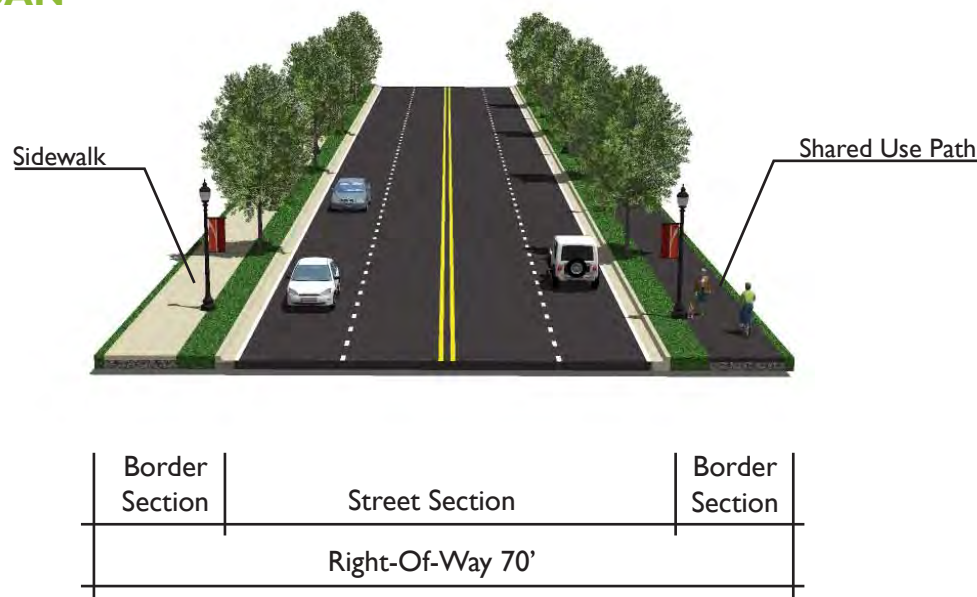 Sidewalk
Shared Use Path
Border
Section
Street Section
Border
Section
Right-Of-Way 70’